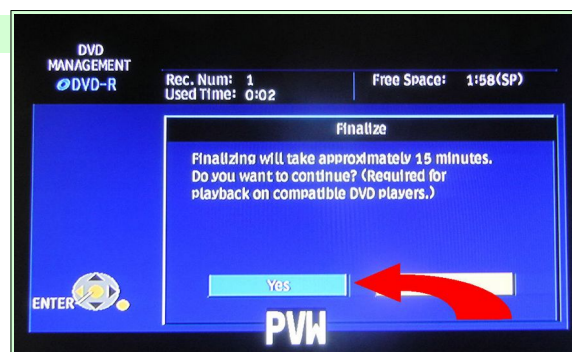 DVD
MANAGEMENT
DVD-R
Rec. Num: 1
Used Time: 0:02
Free Space: 1:58(SP)
Finalize
Finalizing will take approximately 15 minutes.
Do you want to continue? (Required for
playback on compatible DVD players.)
Yes
ENTER
PVW